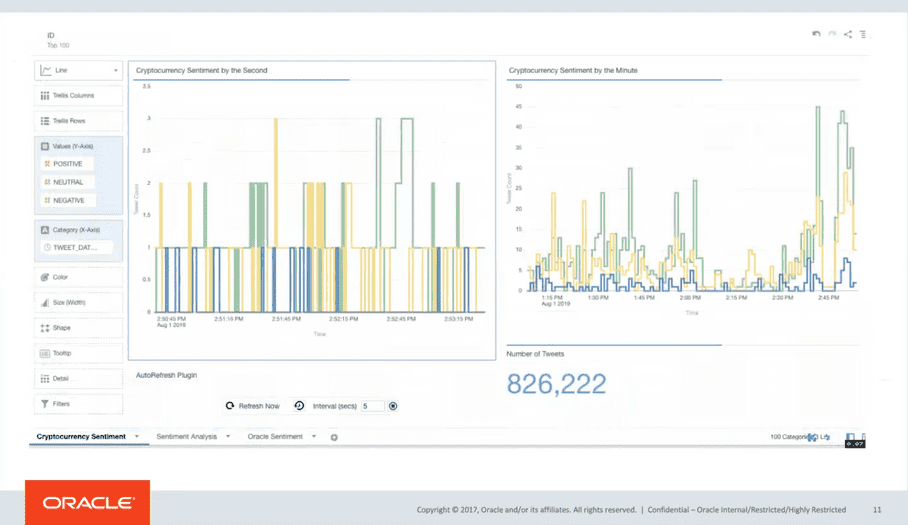 ID
Top 100
Line
Trellis Columns
Trellis Rows
Values (Y-Axis)
POSITIVE
NEUTRAL
NEGATIVE
Category (X-Axis)
TWEET_DAT...
Color
Size (Width)
Shape
Tooltip
Detail
Filters
Cryptocurrency Sentiment by the Second
3.5
3
2.5
2
1.5
1
0.5
0
Tweet Count
2:50:45 PM
Aug 1 2019
2:51:15 PM
2:51:45 PM
2:52:15 PM
2:52:45 PM
2:53:15 PM
Time
Cryptocurrency Sentiment by the Minute
50
45
40
35
30
25
20
15
10
5
0
Tweet Count
1:15 PM
Aug 1 2019
1:30 PM
1:45 PM
2:00 PM
2:15 PM
2:30 PM
2:45 PM
Time
AutoRefresh Plugin
Refresh Now
Interval (secs)
5
Number of Tweets
826,222
Cryptocurrency Sentiment
Sentiment Analysis
Oracle Sentiment
100
ORACLE
Copyright © 2017, Oracle and/or its affiliates. All rights reserved. | Confidential – Oracle Internal/Restricted/Highly Restricted
11